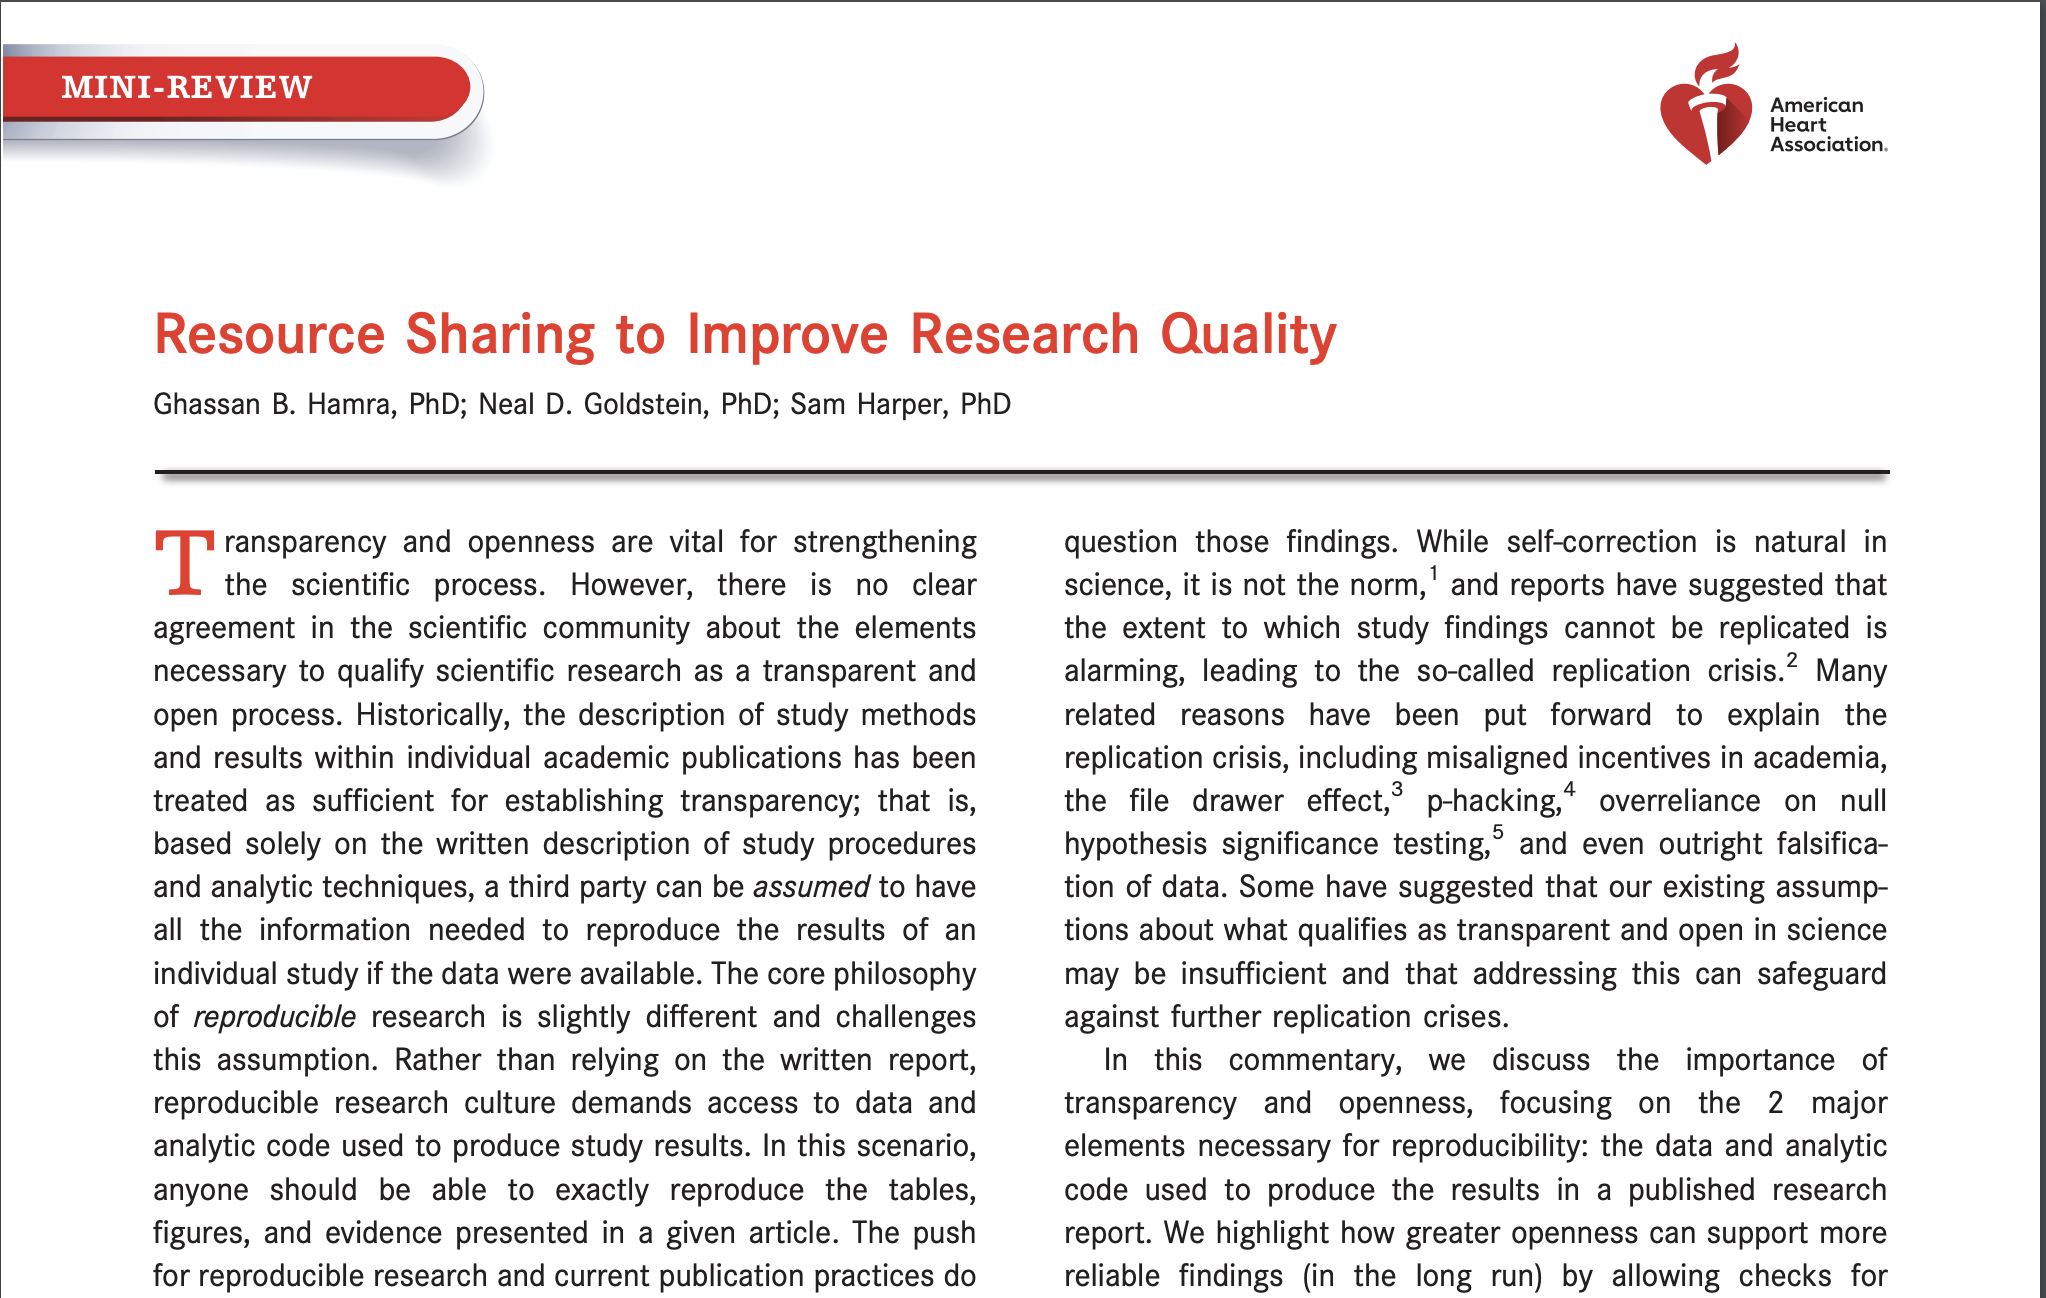 MINI-REVIEW
American
Heart
Association.
Resource Sharing to Improve Research Quality
Ghassan B. Hamra, PhD; Neal D. Goldstein, PhD; Sam Harper, PhD
Transparency and openness are vital for strengthening
the scientific process. However, there is no clear
agreement in the scientific community about the elements
necessary to qualify scientific research as a transparent and
open process. Historically, the description of study methods
and results within individual academic publications has been
treated as sufficient for establishing transparency; that is,
based solely on the written description of study procedures
and analytic techniques, a third party can be assumed to have
all the information needed to reproduce the results of an
individual study if the data were available. The core philosophy
of reproducible research is slightly different and challenges
this assumption. Rather than relying on the written report,
reproducible research culture demands access to data and
analytic code used to produce study results. In this scenario,
anyone should be able to exactly reproduce the tables,
figures, and evidence presented in a given article. The push
for reproducible research and current publication practices do
question those findings. While self-correction is natural in
science, it is not the norm,1 and reports have suggested that
the extent to which study findings cannot be replicated is
alarming, leading to the so-called replication crisis.2 Many
related reasons have been put forward to explain the
replication crisis, including misaligned incentives in academia,
the file drawer effect,3 p-hacking,4 overreliance on null
hypothesis significance testing,5 and even outright falsifica-
tion of data. Some have suggested that our existing assump-
tions about what qualifies as transparent and open in science
may be insufficient and that addressing this can safeguard
against further replication crises.
In this commentary, we discuss the importance of
transparency and openness, focusing on the 2 major
elements necessary for reproducibility: the data and analytic
code used to produce the results in a published research
report. We highlight how greater openness can support more
reliable findings (in the long run) by allowing checks for